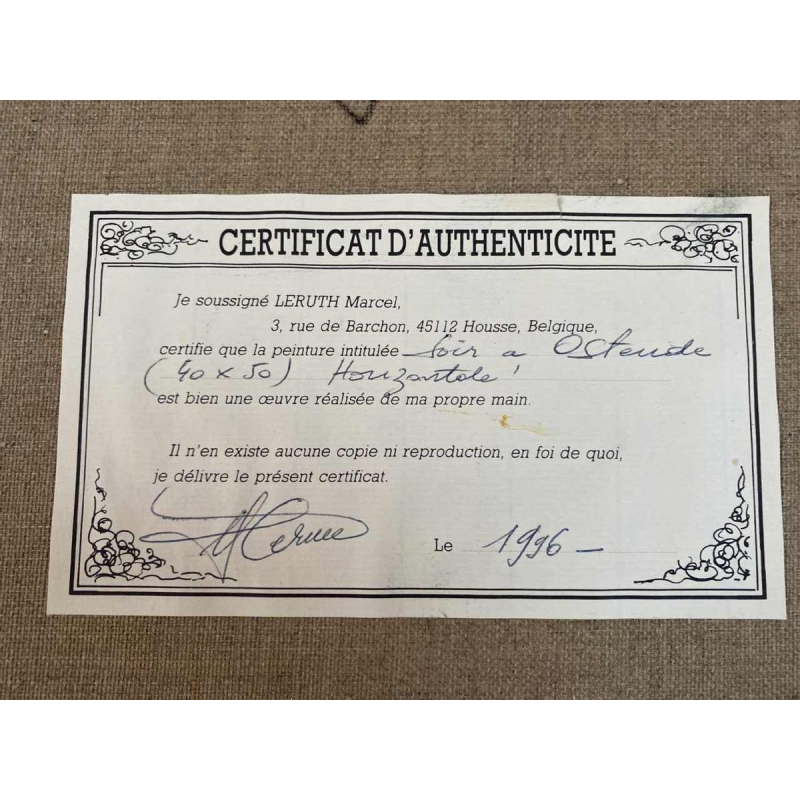 CERTIFICAT D'AUTHENTICITE
Je soussigné LERUTH Marcel,
3, rue de Barchon, 45112 Housse, Belgique,
certifie que la peinture intitulée Soir a Ostende
(40 x 50) Horizontale
est bien une œuvre réalisée de ma propre main.
Il n'en existe aucune copie ni reproduction, en foi de quoi,
je délivre le présent certificat.
Le 1996 –